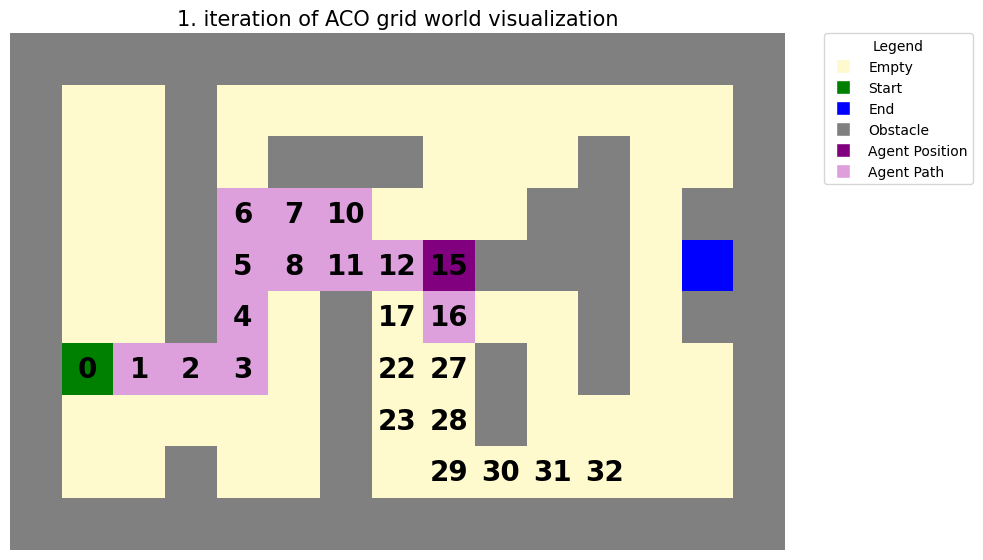 1. iteration of ACO grid world visualization
Legend
Empty
Start
End
Obstacle
Agent Position
Agent Path
6 7 10
5 8 11 12 15
4 17 16
0 1 2 3 22 27
23 28
29 30 31 32